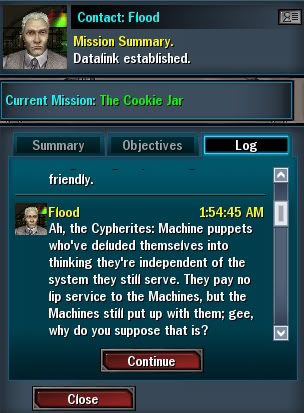 Contact: Flood
Mission Summary.
Datalink established.
Current Mission: The Cookie Jar
Summary
Objectives
Log
friendly.
Flood
1:54:45 AM
Ah, the Cypherites: Machine puppets
who've deluded themselves into
thinking they're independent of the
system they still serve. They pay no
lip service to the Machines, but the
Machines still put up with them; gee,
why do you suppose that is?
Continue
Close